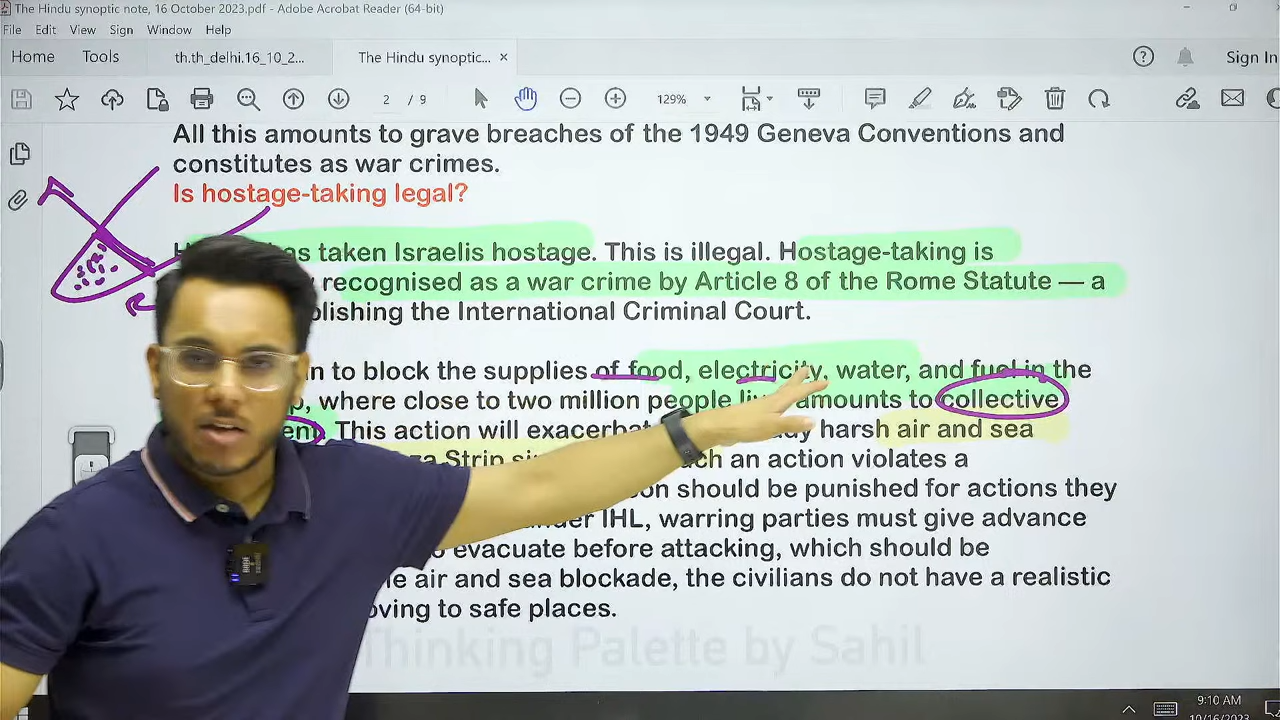 The Hindu synoptic note, 16 October 2023.pdf - Adobe Acrobat Reader (64-bit)
File Edit View Sign Window Help
Home Tools th.th_delhi.16_10_2... The Hindu synoptic... × Sign In
2 / 9 129%
All this amounts to grave breaches of the 1949 Geneva Conventions and
constitutes as war crimes.
Is hostage-taking legal?
has taken Israelis hostage. This is illegal. Hostage-taking is
recognised as a war crime by Article 8 of the Rome Statute — a
the International Criminal Court.
to block the supplies of food, electricity, water, and fuel in the
where close to two million people amounts to collective
This action will harsh air and sea
Strip an action violates a
should be punished for actions they
IHL, warring parties must give advance
evacuate before attacking, which should be
air and sea blockade, the civilians do not have a realistic
to safe places.
Thinking Palette by Sahil
9:10 AM
10/16/2023